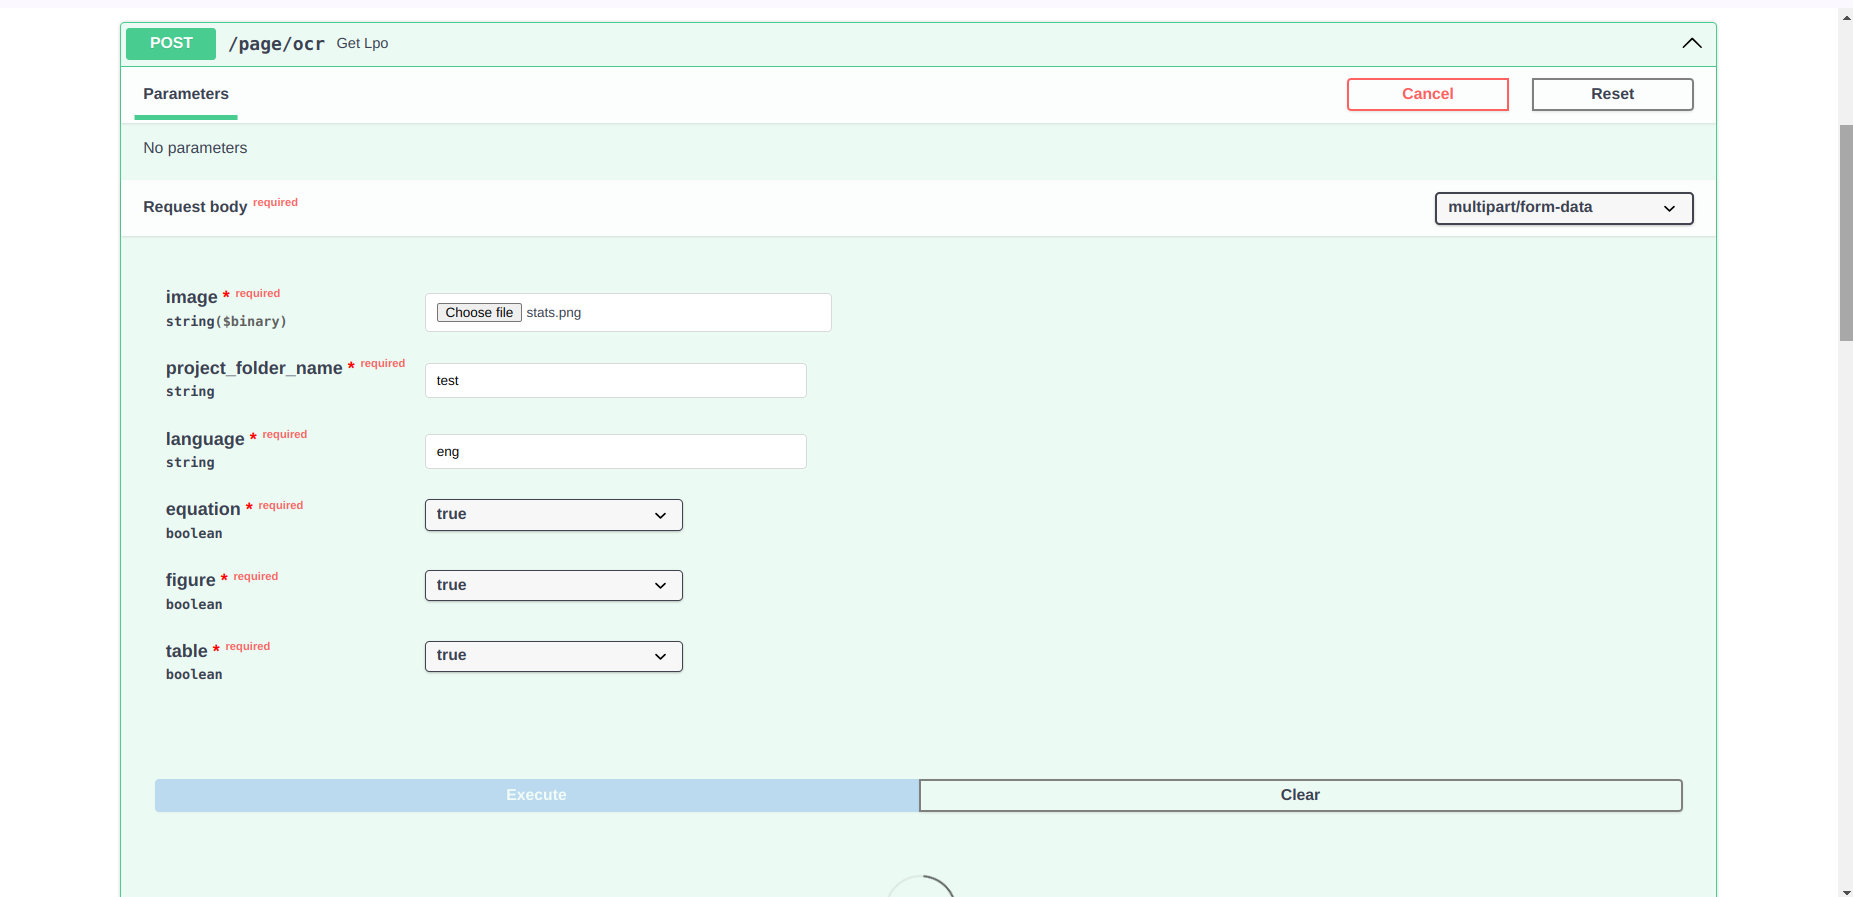 POST /page/ocr Get Lpo
Parameters Cancel Reset
No parameters
Request body required multipart/form-data
image * required
string($binary) Choose file stats.png
project_folder_name * required
string test
language * required
string eng
equation * required
boolean true
figure * required
boolean true
table * required
boolean true
Execute Clear